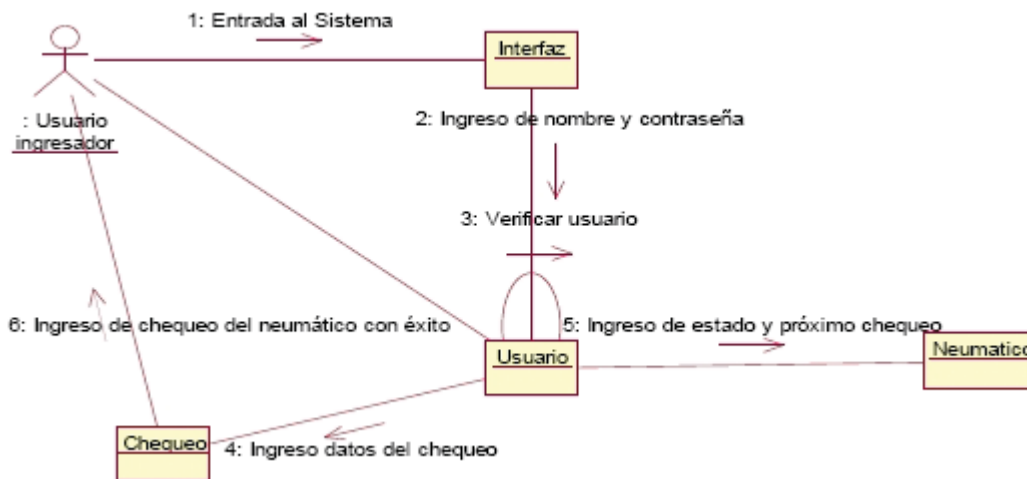 1: Entrada al Sistema
Interfaz
: Usuario
ingresador
2: Ingreso de nombre y contraseña
3: Verificar usuario
6: Ingreso de chequeo del neumático con éxito
5: Ingreso de estado y próximo chequeo
Usuario
Neumatico
Chequeo
4: Ingreso datos del chequeo